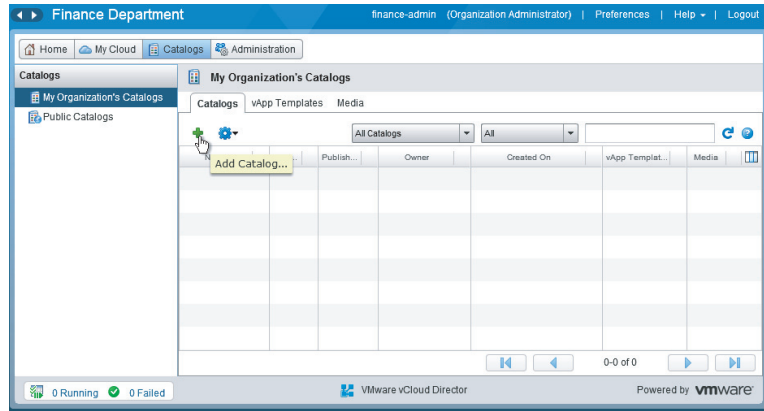 Finance Department
finance-admin (Organization Administrator) | Preferences | Help | Logout
Home My Cloud Catalogs Administration
Catalogs
My Organization's Catalogs
My Organization's Catalogs
Public Catalogs
Catalogs vApp Templates Media
All Catalogs All
Add Catalog...
N Publish... Owner Created On vApp Templat... Media
0-0 of 0
0 Running 0 Failed
VMware vCloud Director
Powered by vmware